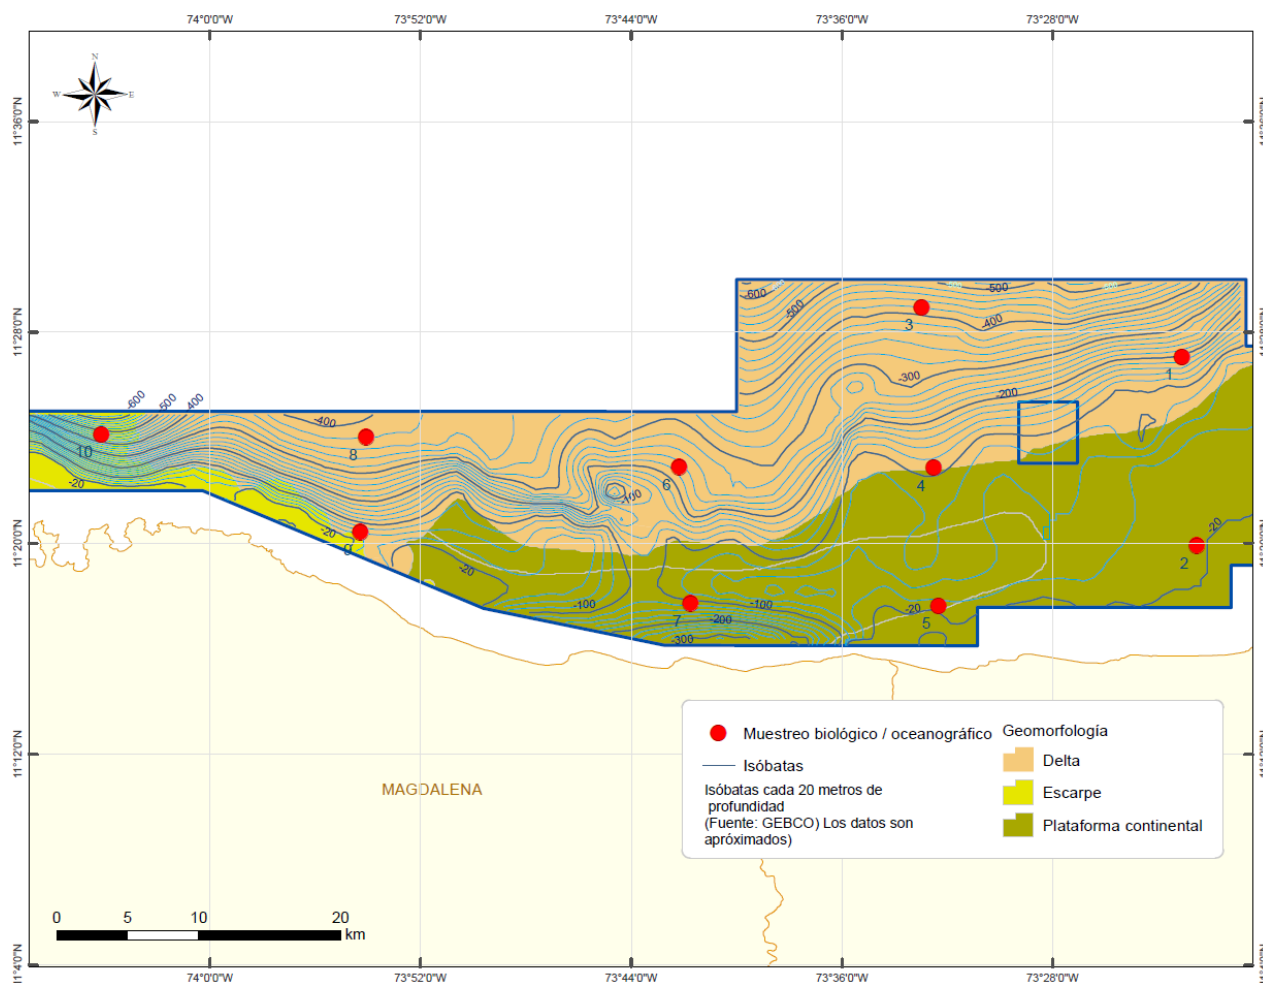 74°0'0"W 73°52'0"W 73°44'0"W 73°36'0"W 73°28'0"W
N
W E
S
11°36'0"N
11°28'0"N
11°20'0"N
11°12'0"N
11°4'0"N
-600
-500
-500
-400
3
-300
-200
1
-600
-500
-400
-400
10
8
6
-100
4
-20
-20
9
-20
-20
2
-100
-100
7
-200
-20
5
-300
MAGDALENA
Muestreo biológico / oceanográfico
Isóbatas
Isóbatas cada 20 metros de
profundidad
(Fuente: GEBCO) Los datos son
apróximados)
Geomorfología
Delta
Escarpe
Plataforma continental
0 5 10 20
km
74°0'0"W 73°52'0"W 73°44'0"W 73°36'0"W 73°28'0"W